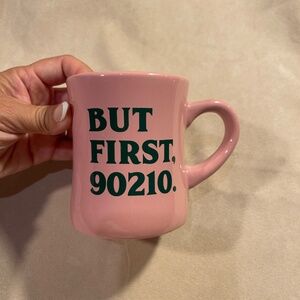 BUT
FIRST,
90210.